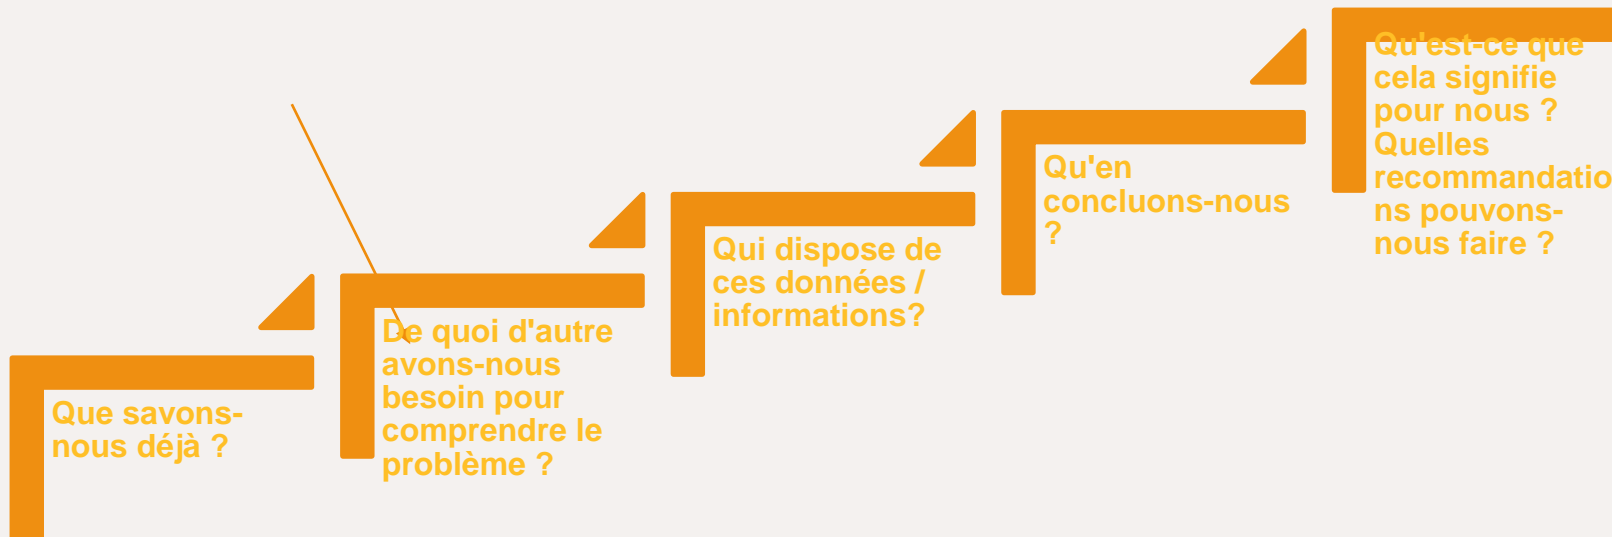 Que savons-
nous déjà ?
De quoi d'autre
avons-nous
besoin pour
comprendre le
problème ?
Qui dispose de
ces données /
informations?
Qu'en
concluons-nous
?
Qu'est-ce que
cela signifie
pour nous ?
Quelles
recommandatio
ns pouvons-
nous faire ?